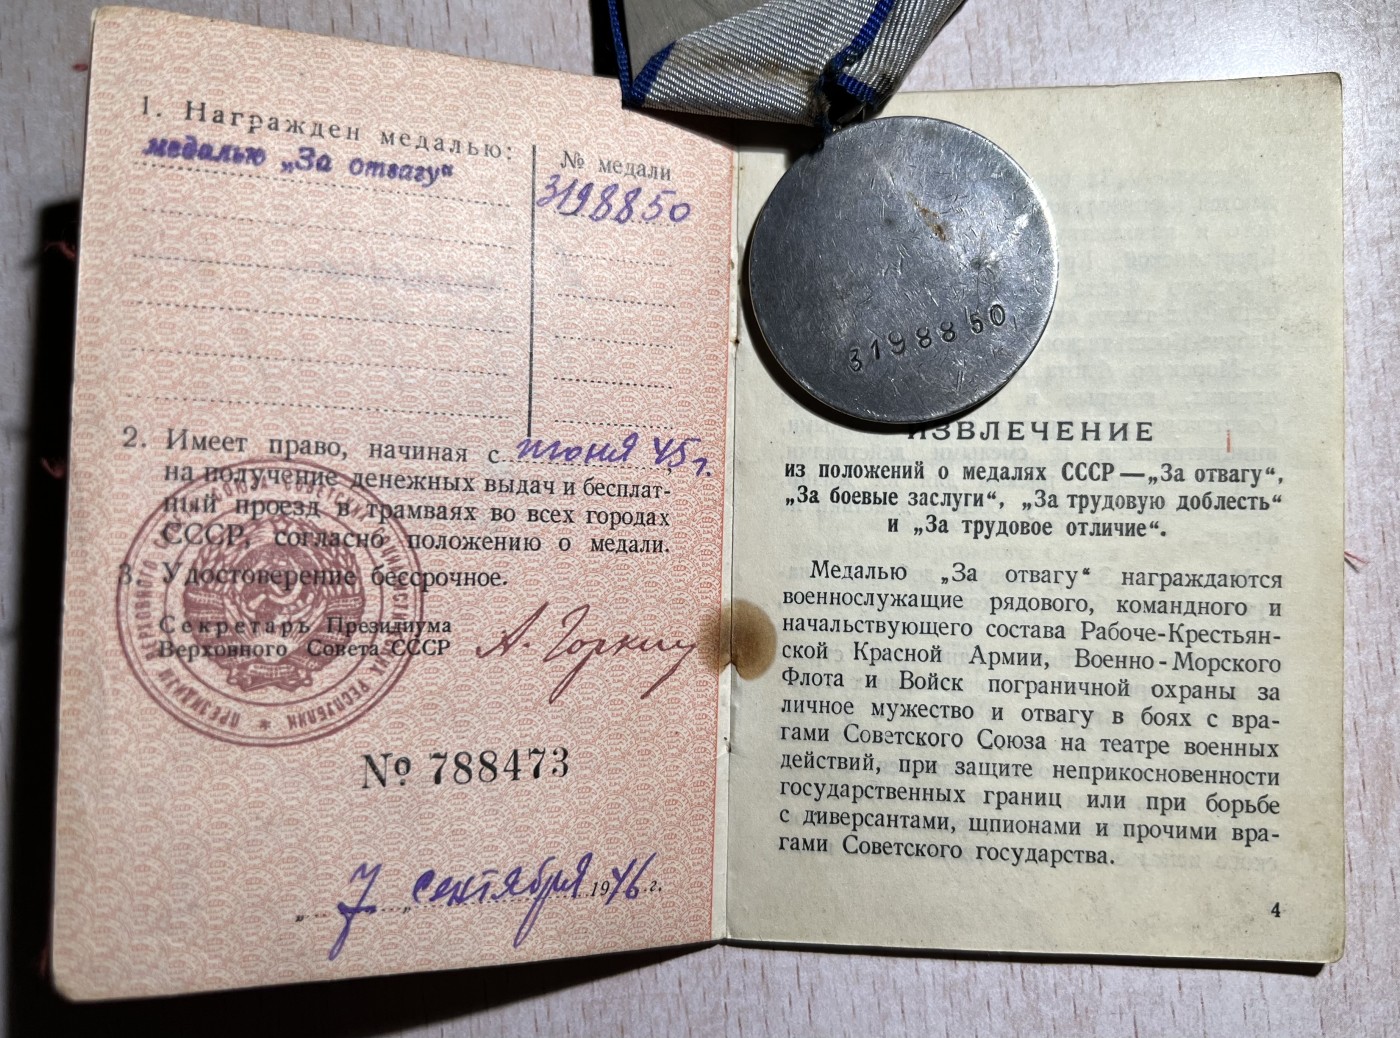 1. Награжден медалью:
медалью „За отвагу“
№ медали
3198850
2. Имеет право, начиная с июня 45 г.,
на получение денежных выдач и бесплат-
ный проезд в трамваях во всех городах
СССР, согласно положению о медали.
3. Удостоверение бессрочное.
Секретарь Президиума
Верховного Совета СССР
А. Горкин
№ 788473
„7“ сентября 1946 г.
3198850
ИЗВЛЕЧЕНИЕ
из положений о медалях СССР—„За отвагу“,
„За боевые заслуги“, „За трудовую доблесть“
и „За трудовое отличие“.
Медалью „За отвагу“ награждаются
военнослужащие рядового, командного и
начальствующего состава Рабоче-Крестьян-
ской Красной Армии, Военно-Морского
Флота и Войск пограничной охраны за
личное мужество и отвагу в боях с вра-
гами Советского Союза на театре военных
действий, при защите неприкосновенности
государственных границ или при борьбе
с диверсантами, шпионами и прочими вра-
гами Советского государства.
4